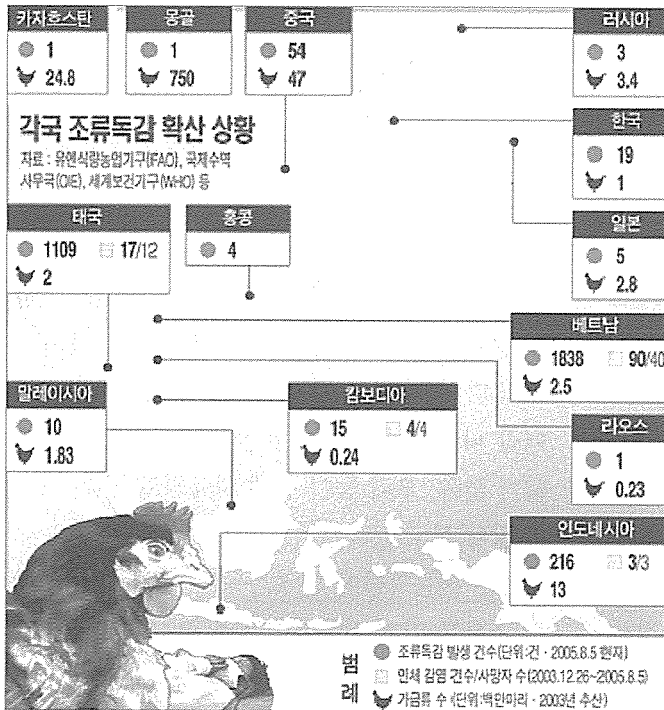 카자흐스탄
1
24.8
몽골
1
750
중국
54
47
러시아
3
3.4
각국 조류독감 확산 상황
자료 : 유엔식량농업기구(FAO), 국제수역
사무국(OIE), 세계보건기구(WHO) 등
한국
19
1
태국
1109 17/12
2
홍콩
4
일본
5
2.8
베트남
1838 90/40
2.5
말레이시아
10
1.83
캄보디아
15 4/4
0.24
라오스
1
0.23
인도네시아
216 3/3
13
범례
조류독감 발생 건수(단위:건·2005.8.5 현재)
인체 감염 건수/사망자 수(2003.12.26~2005.8.5)
가금류 수 (단위:백만마리·2003년 추산)